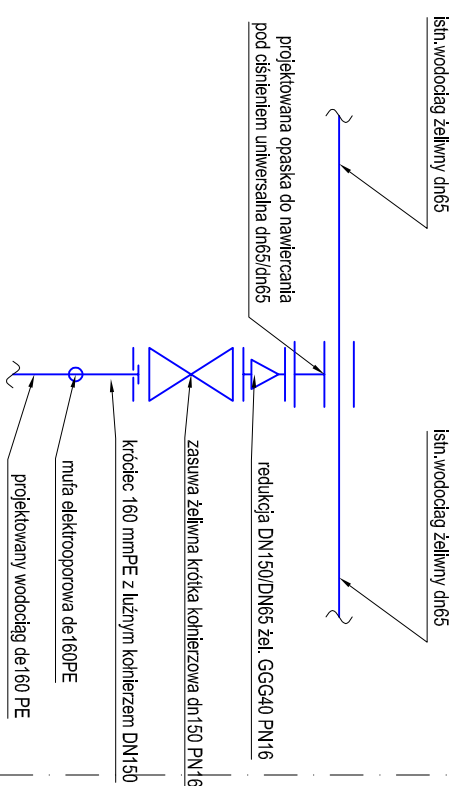 istn.wodociąg żeliwny dn65
istn.wodociąg żeliwny dn65
projektowana opaska do nawiercania
pod ciśnieniem uniwersalna dn65/dn65
redukcja DN150/DN65 żel. GGG40 PN16
zasuwa żeliwna krótka kołnierzowa dn150 PN16
króciec 160 mmPE z luźnym kołnierzem DN150
mufa elektrooporowa de160PE
projektowany wodociąg de160 PE